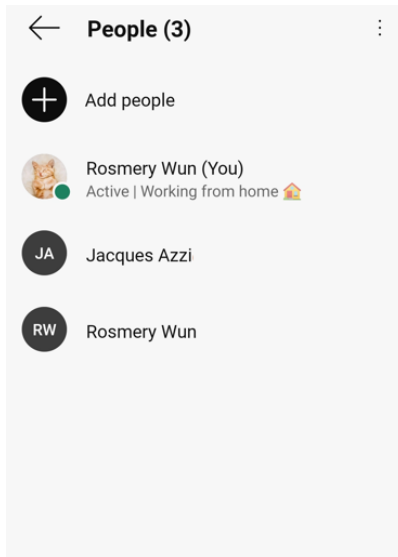 People (3)
Add people
Rosmery Wun (You)
Active | Working from home 🏠
JA
Jacques Azzi
RW
Rosmery Wun